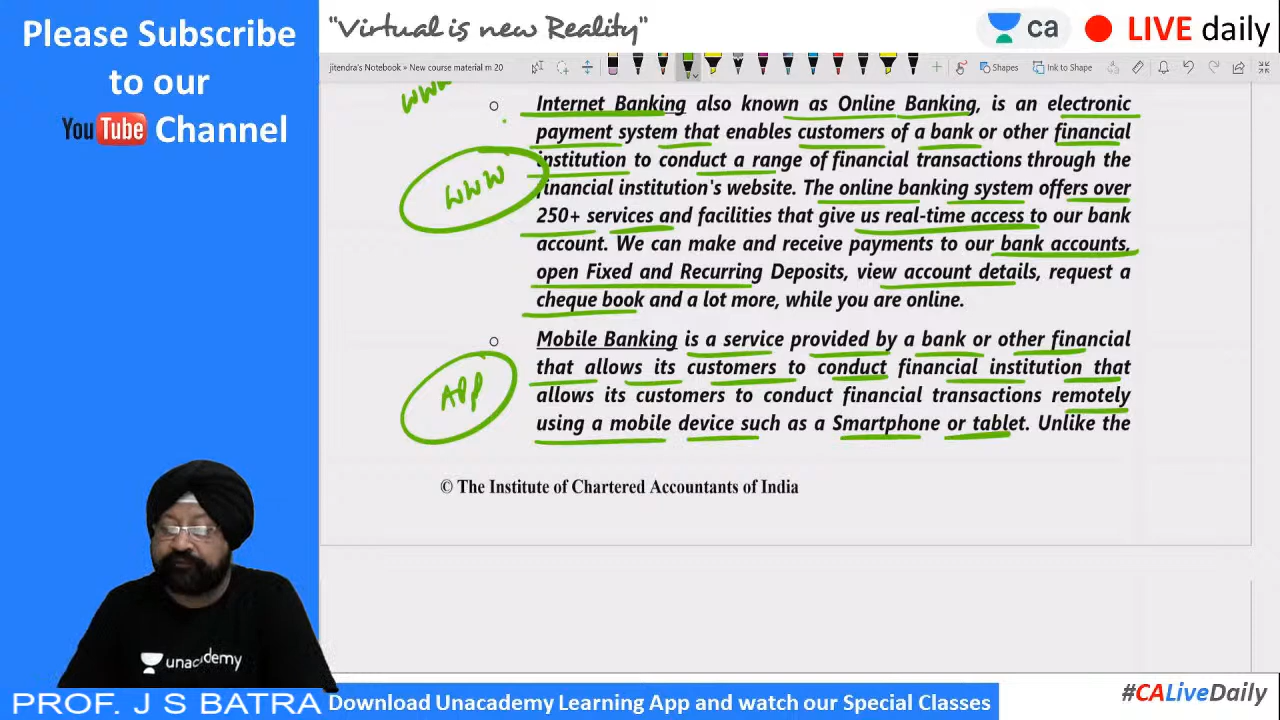 Please Subscribe
to our
YouTube Channel
"Virtual is new Reality"
ca LIVE daily
jitendra's Notebook » New course material m 20
Shapes
Ink to Shape
www
Internet Banking also known as Online Banking, is an electronic
payment system that enables customers of a bank or other financial
institution to conduct a range of financial transactions through the
www
financial institution's website. The online banking system offers over
250+ services and facilities that give us real-time access to our bank
account. We can make and receive payments to our bank accounts,
open Fixed and Recurring Deposits, view account details, request a
cheque book and a lot more, while you are online.
Mobile Banking is a service provided by a bank or other financial
that allows its customers to conduct financial institution that
APP
allows its customers to conduct financial transactions remotely
using a mobile device such as a Smartphone or tablet. Unlike the
© The Institute of Chartered Accountants of India
unacademy
PROF. J S BATRA
Download Unacademy Learning App and watch our Special Classes
#CALiveDaily